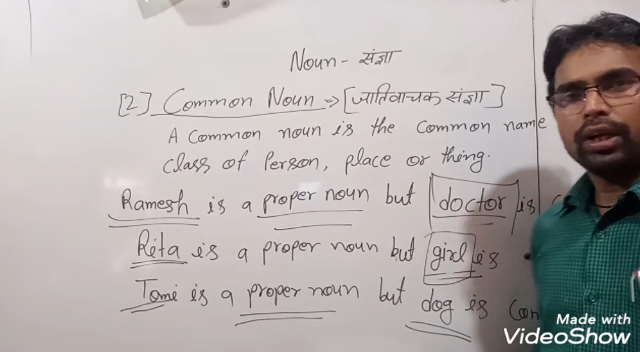 Noun - संज्ञा
[2] Common Noun → [जातिवाचक संज्ञा]
A common noun is the common name
class of Person, place or thing.
Ramesh is a proper noun but doctor is
Reta is a proper noun but girl is
Tomi is a proper noun but dog is
Made with
VideoShow